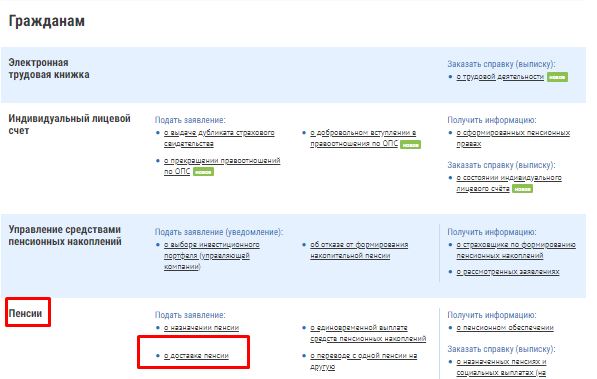 Гражданам
Электронная
трудовая книжка
Заказать справку (выписку):
о трудовой деятельности новое
Индивидуальный лицевой
счет
Подать заявление:
о выдаче дубликата страхового
свидетельства
о прекращении правоотношений
по ОПС новое
о добровольном вступлении в
правоотношения по ОПС новое
Получить информацию:
о сформированных пенсионных
правах
Заказать справку (выписку):
о состоянии индивидуального
лицевого счёта новое
Управление средствами
пенсионных накоплений
Подать заявление (уведомление):
о выборе инвестиционного
портфеля (управляющей
компании)
об отказе от формирования
накопительной пенсии
Получить информацию:
о страховщике по формированию
пенсионных накоплений
о рассмотренных заявлениях
Пенсии
Подать заявление:
о назначении пенсии
о доставке пенсии
о единовременной выплате
средств пенсионных накоплений
о переводе с одной пенсии на
другую
Получить информацию:
о пенсионном обеспечении
Заказать справку (выписку):
о назначенных пенсиях и
социальных выплатах (на